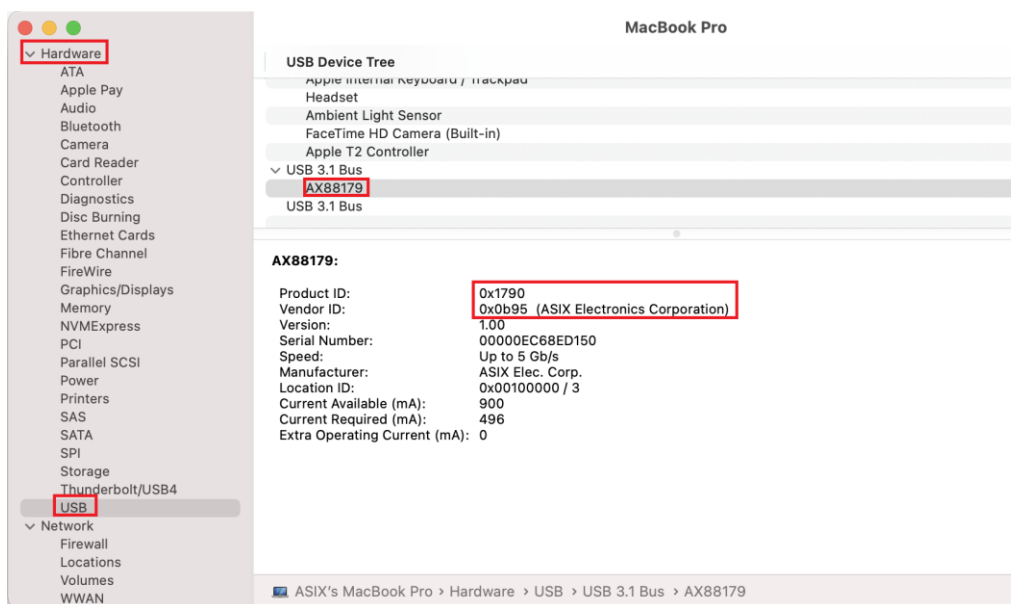 MacBook Pro
Hardware
ATA
Apple Pay
Audio
Bluetooth
Camera
Card Reader
Controller
Diagnostics
Disc Burning
Ethernet Cards
Fibre Channel
FireWire
Graphics/Displays
Memory
NVMExpress
PCI
Parallel SCSI
Power
Printers
SAS
SATA
SPI
Storage
Thunderbolt/USB4
USB
Network
Firewall
Locations
Volumes
WWAN
USB Device Tree
Apple Internal Keyboard / Trackpad
Headset
Ambient Light Sensor
FaceTime HD Camera (Built-in)
Apple T2 Controller
USB 3.1 Bus
AX88179
USB 3.1 Bus
AX88179:
Product ID: 0x1790
Vendor ID: 0x0b95 (ASIX Electronics Corporation)
Version: 1.00
Serial Number: 00000EC68ED150
Speed: Up to 5 Gb/s
Manufacturer: ASIX Elec. Corp.
Location ID: 0x00100000 / 3
Current Available (mA): 900
Current Required (mA): 496
Extra Operating Current (mA): 0
ASIX's MacBook Pro › Hardware › USB › USB 3.1 Bus › AX88179